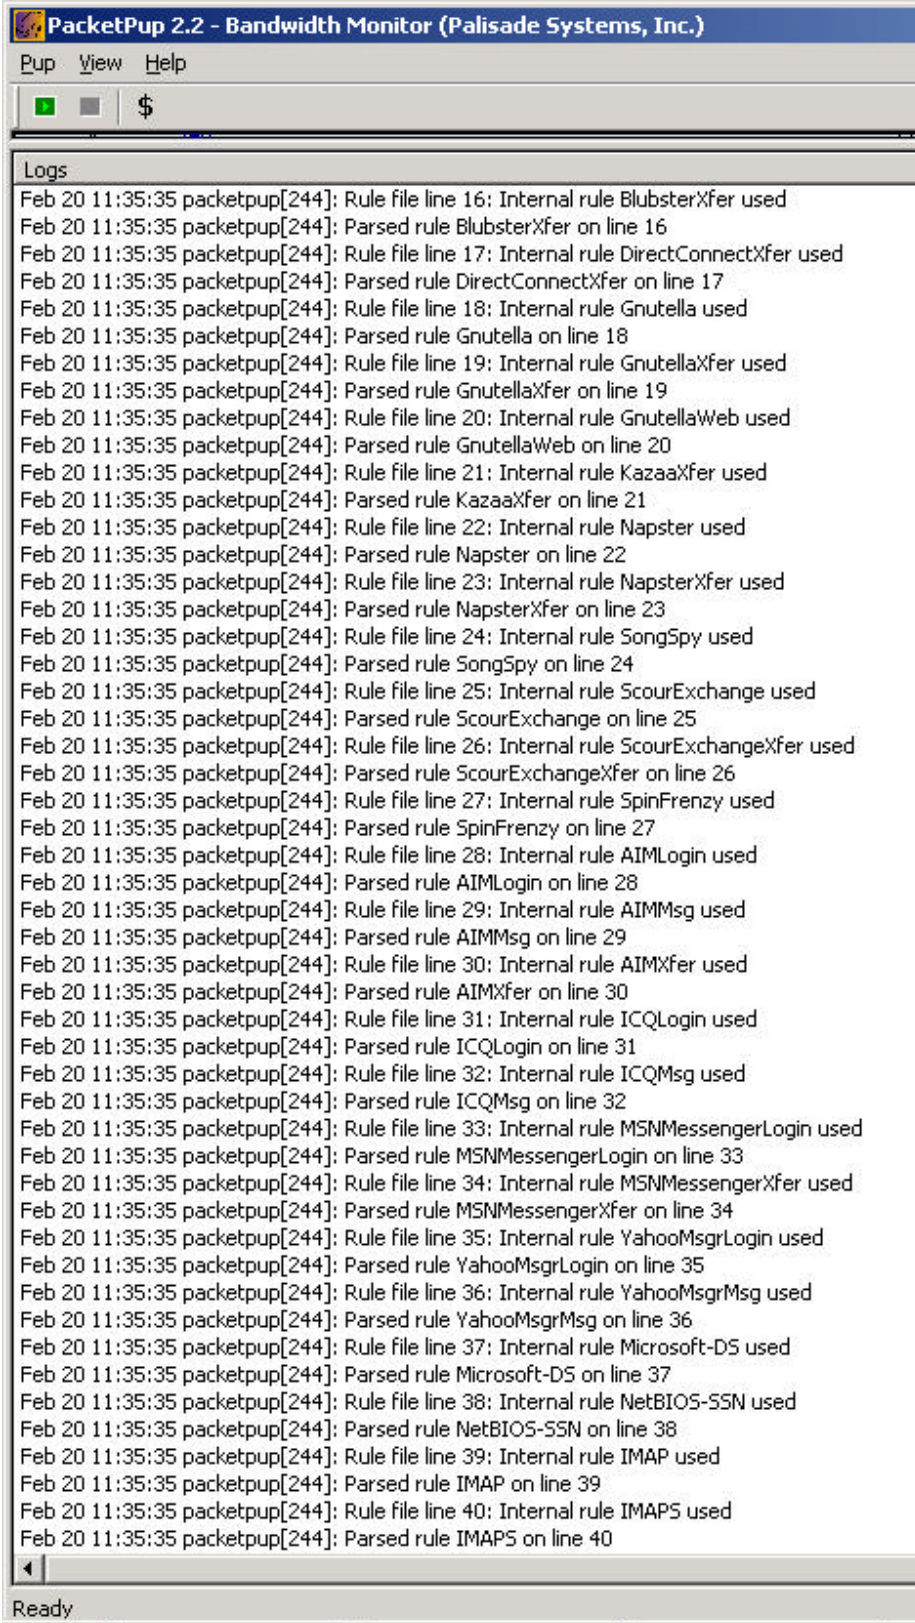 PacketPup 2.2 - Bandwidth Monitor (Palisade Systems, Inc.)
Pup View Help
$
Logs
Feb 20 11:35:35 packetpup[244]: Rule file line 16: Internal rule BlubsterXfer used
Feb 20 11:35:35 packetpup[244]: Parsed rule BlubsterXfer on line 16
Feb 20 11:35:35 packetpup[244]: Rule file line 17: Internal rule DirectConnectXfer used
Feb 20 11:35:35 packetpup[244]: Parsed rule DirectConnectXfer on line 17
Feb 20 11:35:35 packetpup[244]: Rule file line 18: Internal rule Gnutella used
Feb 20 11:35:35 packetpup[244]: Parsed rule Gnutella on line 18
Feb 20 11:35:35 packetpup[244]: Rule file line 19: Internal rule GnutellaXfer used
Feb 20 11:35:35 packetpup[244]: Parsed rule GnutellaXfer on line 19
Feb 20 11:35:35 packetpup[244]: Rule file line 20: Internal rule GnutellaWeb used
Feb 20 11:35:35 packetpup[244]: Parsed rule GnutellaWeb on line 20
Feb 20 11:35:35 packetpup[244]: Rule file line 21: Internal rule KazaaXfer used
Feb 20 11:35:35 packetpup[244]: Parsed rule KazaaXfer on line 21
Feb 20 11:35:35 packetpup[244]: Rule file line 22: Internal rule Napster used
Feb 20 11:35:35 packetpup[244]: Parsed rule Napster on line 22
Feb 20 11:35:35 packetpup[244]: Rule file line 23: Internal rule NapsterXfer used
Feb 20 11:35:35 packetpup[244]: Parsed rule NapsterXfer on line 23
Feb 20 11:35:35 packetpup[244]: Rule file line 24: Internal rule SongSpy used
Feb 20 11:35:35 packetpup[244]: Parsed rule SongSpy on line 24
Feb 20 11:35:35 packetpup[244]: Rule file line 25: Internal rule ScourExchange used
Feb 20 11:35:35 packetpup[244]: Parsed rule ScourExchange on line 25
Feb 20 11:35:35 packetpup[244]: Rule file line 26: Internal rule ScourExchangeXfer used
Feb 20 11:35:35 packetpup[244]: Parsed rule ScourExchangeXfer on line 26
Feb 20 11:35:35 packetpup[244]: Rule file line 27: Internal rule SpinFrenzy used
Feb 20 11:35:35 packetpup[244]: Parsed rule SpinFrenzy on line 27
Feb 20 11:35:35 packetpup[244]: Rule file line 28: Internal rule AIMLogin used
Feb 20 11:35:35 packetpup[244]: Parsed rule AIMLogin on line 28
Feb 20 11:35:35 packetpup[244]: Rule file line 29: Internal rule AIMMsg used
Feb 20 11:35:35 packetpup[244]: Parsed rule AIMMsg on line 29
Feb 20 11:35:35 packetpup[244]: Rule file line 30: Internal rule AIMXfer used
Feb 20 11:35:35 packetpup[244]: Parsed rule AIMXfer on line 30
Feb 20 11:35:35 packetpup[244]: Rule file line 31: Internal rule ICQLogin used
Feb 20 11:35:35 packetpup[244]: Parsed rule ICQLogin on line 31
Feb 20 11:35:35 packetpup[244]: Rule file line 32: Internal rule ICQMsg used
Feb 20 11:35:35 packetpup[244]: Parsed rule ICQMsg on line 32
Feb 20 11:35:35 packetpup[244]: Rule file line 33: Internal rule MSNMessengerLogin used
Feb 20 11:35:35 packetpup[244]: Parsed rule MSNMessengerLogin on line 33
Feb 20 11:35:35 packetpup[244]: Rule file line 34: Internal rule MSNMessengerXfer used
Feb 20 11:35:35 packetpup[244]: Parsed rule MSNMessengerXfer on line 34
Feb 20 11:35:35 packetpup[244]: Rule file line 35: Internal rule YahooMsgrLogin used
Feb 20 11:35:35 packetpup[244]: Parsed rule YahooMsgrLogin on line 35
Feb 20 11:35:35 packetpup[244]: Rule file line 36: Internal rule YahooMsgrMsg used
Feb 20 11:35:35 packetpup[244]: Parsed rule YahooMsgrMsg on line 36
Feb 20 11:35:35 packetpup[244]: Rule file line 37: Internal rule Microsoft-DS used
Feb 20 11:35:35 packetpup[244]: Parsed rule Microsoft-DS on line 37
Feb 20 11:35:35 packetpup[244]: Rule file line 38: Internal rule NetBIOS-SSN used
Feb 20 11:35:35 packetpup[244]: Parsed rule NetBIOS-SSN on line 38
Feb 20 11:35:35 packetpup[244]: Rule file line 39: Internal rule IMAP used
Feb 20 11:35:35 packetpup[244]: Parsed rule IMAP on line 39
Feb 20 11:35:35 packetpup[244]: Rule file line 40: Internal rule IMAPS used
Feb 20 11:35:35 packetpup[244]: Parsed rule IMAPS on line 40
Ready